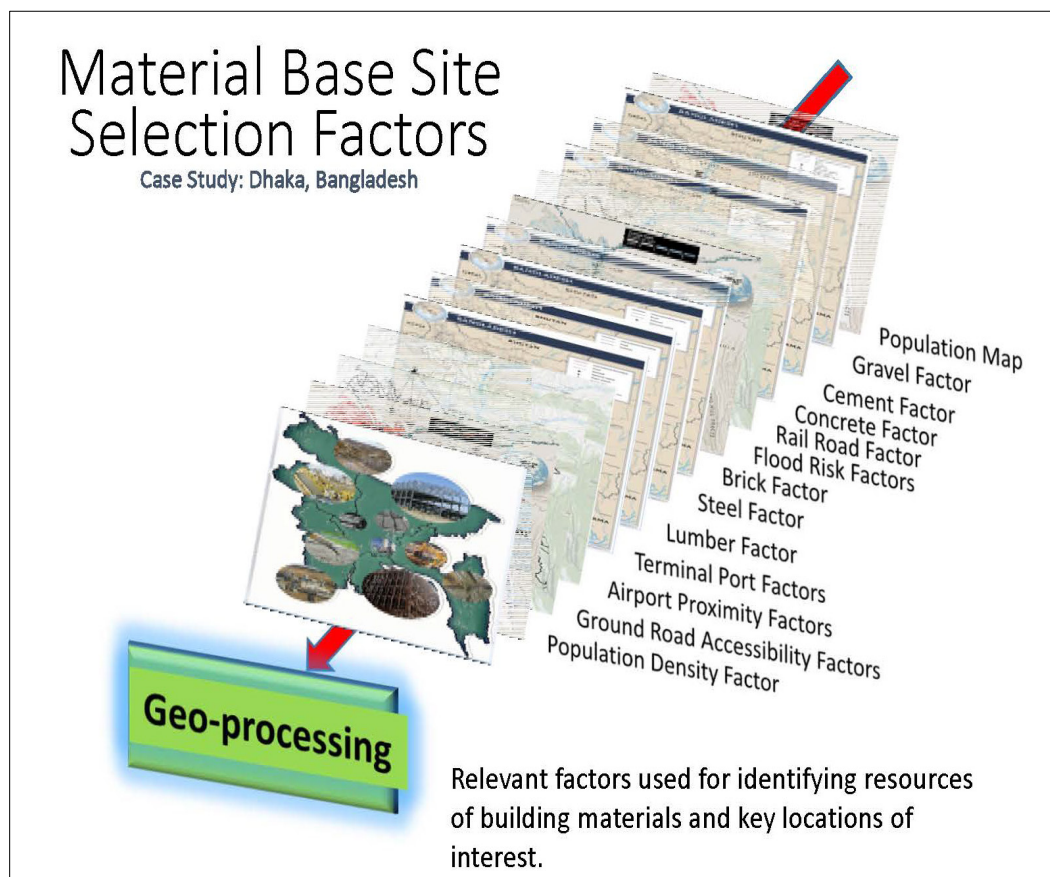 Material Base Site
Selection Factors
Case Study: Dhaka, Bangladesh
BANGLADESH
BHUTAN
Population Map
Gravel Factor
Cement Factor
Concrete Factor
Rail Road Factor
Flood Risk Factors
Brick Factor
Steel Factor
Lumber Factor
Terminal Port Factors
Airport Proximity Factors
Ground Road Accessibility Factors
Population Density Factor
Geo-processing
Relevant factors used for identifying resources
of building materials and key locations of
interest.